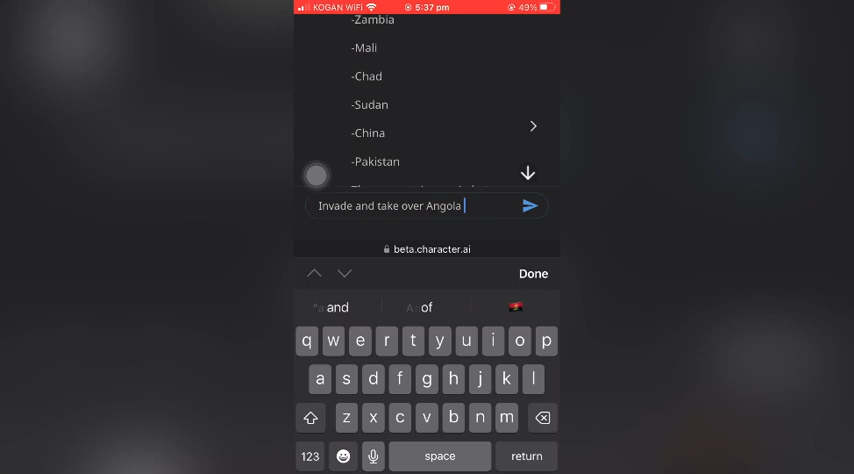 KOGAN WiFi 5:37 pm 49%
-Zambia
-Mali
-Chad
-Sudan
-China
-Pakistan
Invade and take over Angola
beta.character.ai
Done
and of
q w e r t y u i o p
a s d f g h j k l
z x c v b n m
123 space return